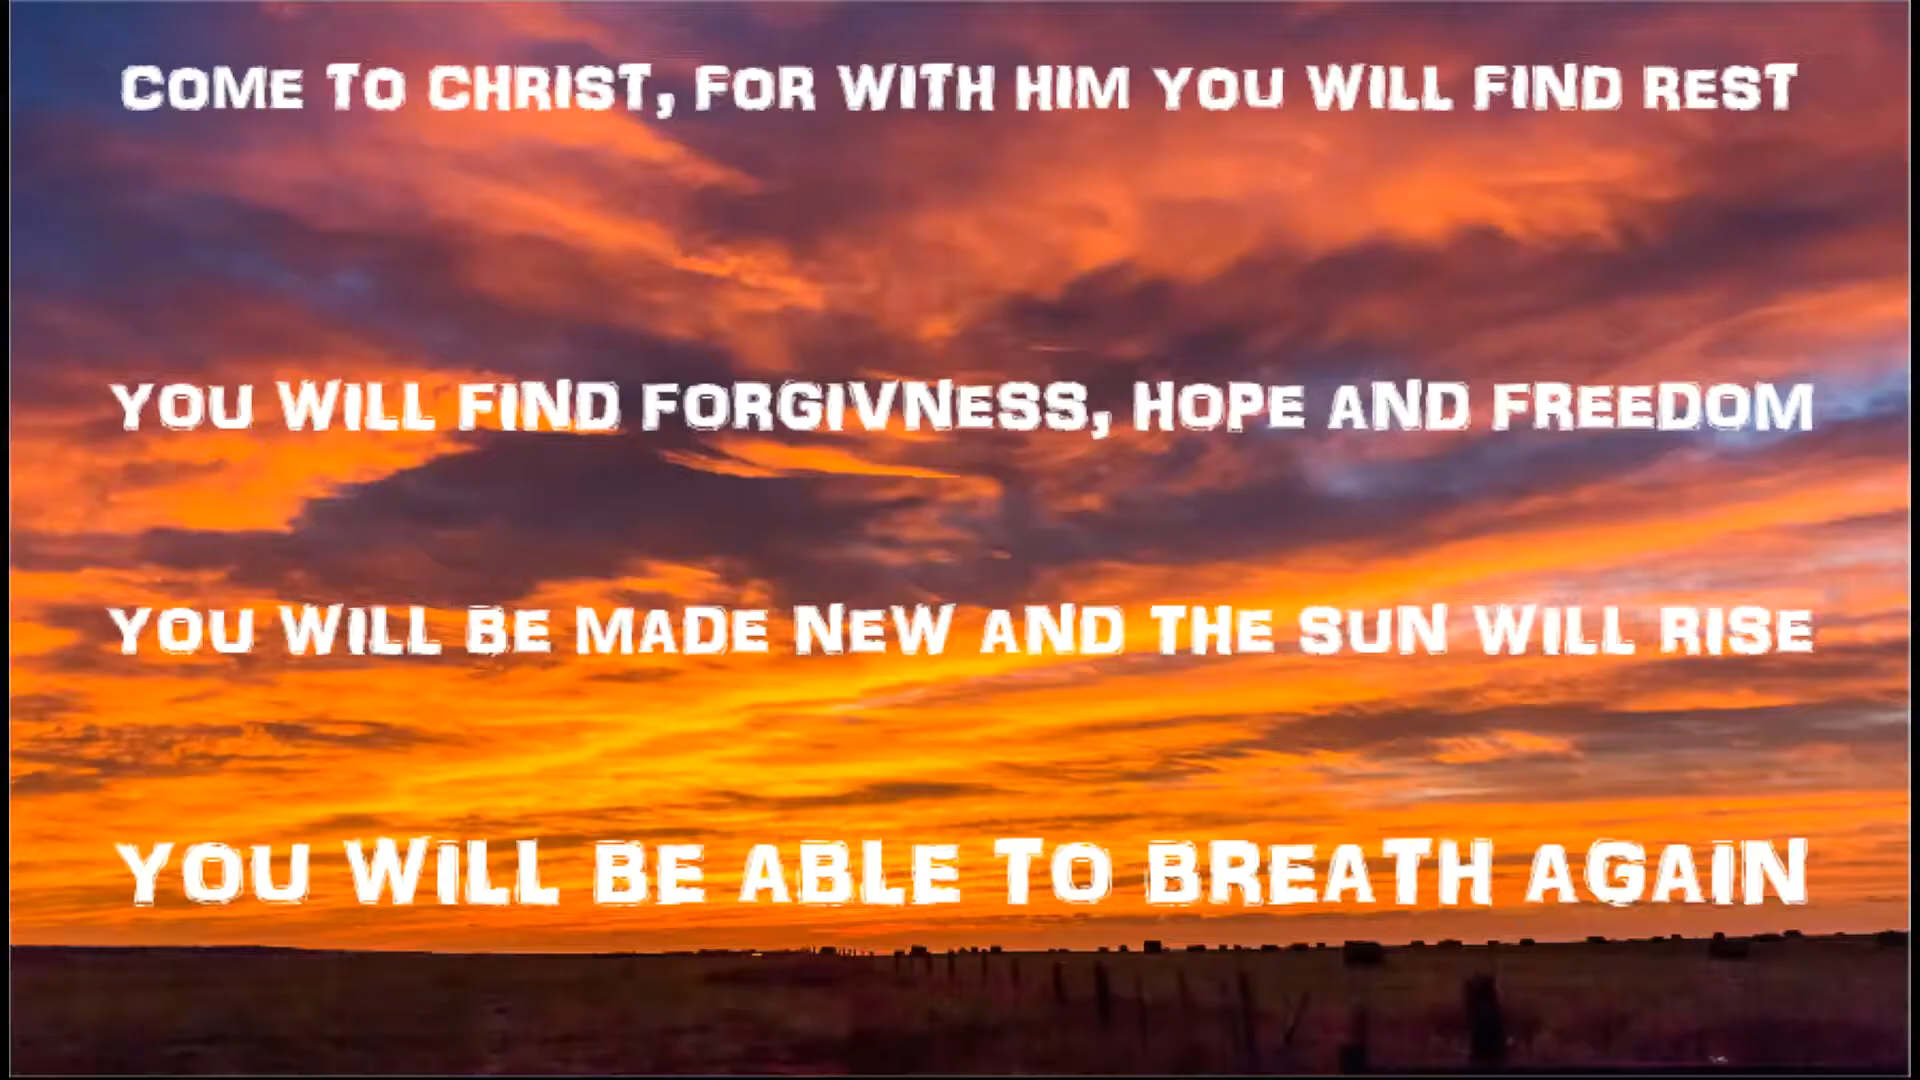 COME TO CHRIST, FOR WITH HIM YOU WILL FIND REST
YOU WILL FIND FORGIVNESS, HOPE AND FREEDOM
YOU WILL BE MADE NEW AND THE SUN WILL RISE
YOU WILL BE ABLE TO BREATH AGAIN